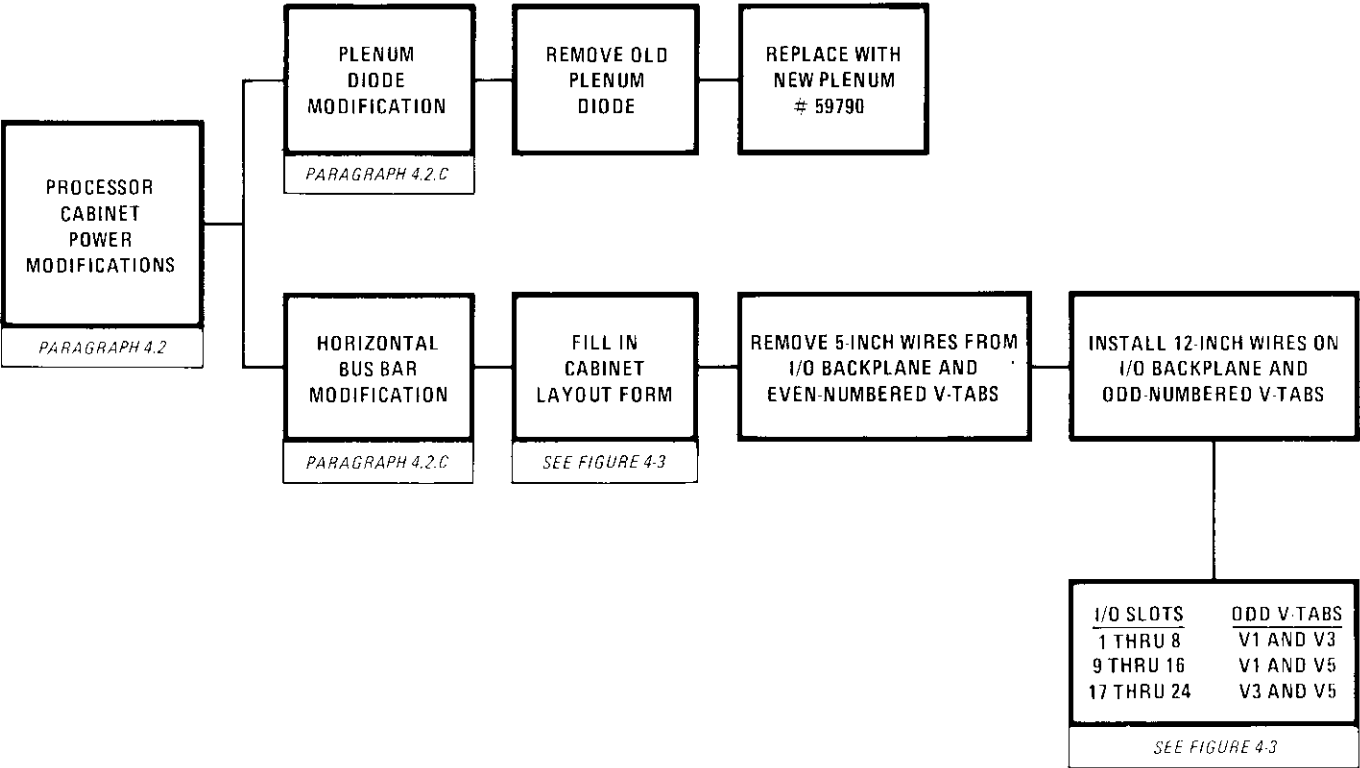 PLENUM
DIODE
MODIFICATION
PARAGRAPH 4.2.C
REMOVE OLD
PLENUM
DIODE
REPLACE WITH
NEW PLENUM
# 59790
PROCESSOR
CABINET
POWER
MODIFICATIONS
PARAGRAPH 4.2
HORIZONTAL
BUS BAR
MODIFICATION
PARAGRAPH 4.2.C
FILL IN
CABINET
LAYOUT FORM
SEE FIGURE 4-3
REMOVE 5-INCH WIRES FROM
I/O BACKPLANE AND
EVEN-NUMBERED V-TABS
INSTALL 12-INCH WIRES ON
I/O BACKPLANE AND
ODD-NUMBERED V-TABS
I/O SLOTS ODD V-TABS
1 THRU 8 V1 AND V3
9 THRU 16 V1 AND V5
17 THRU 24 V3 AND V5
SEE FIGURE 4-3